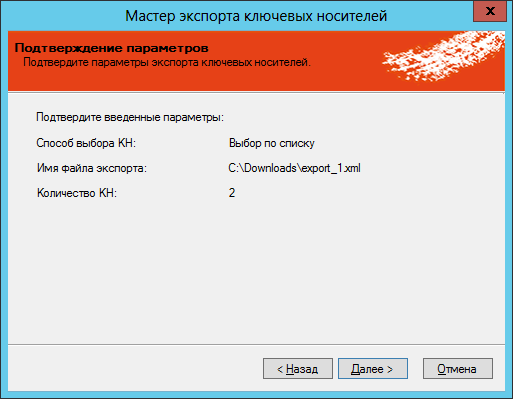 Мастер экспорта ключевых носителей
x
Подтверждение параметров
Подтвердите параметры экспорта ключевых носителей.
Подтвердите введенные параметры:
Способ выбора КН: Выбор по списку
Имя файла экспорта: C:\Downloads\export_1.xml
Количество КН: 2
< Назад Далее > Отмена